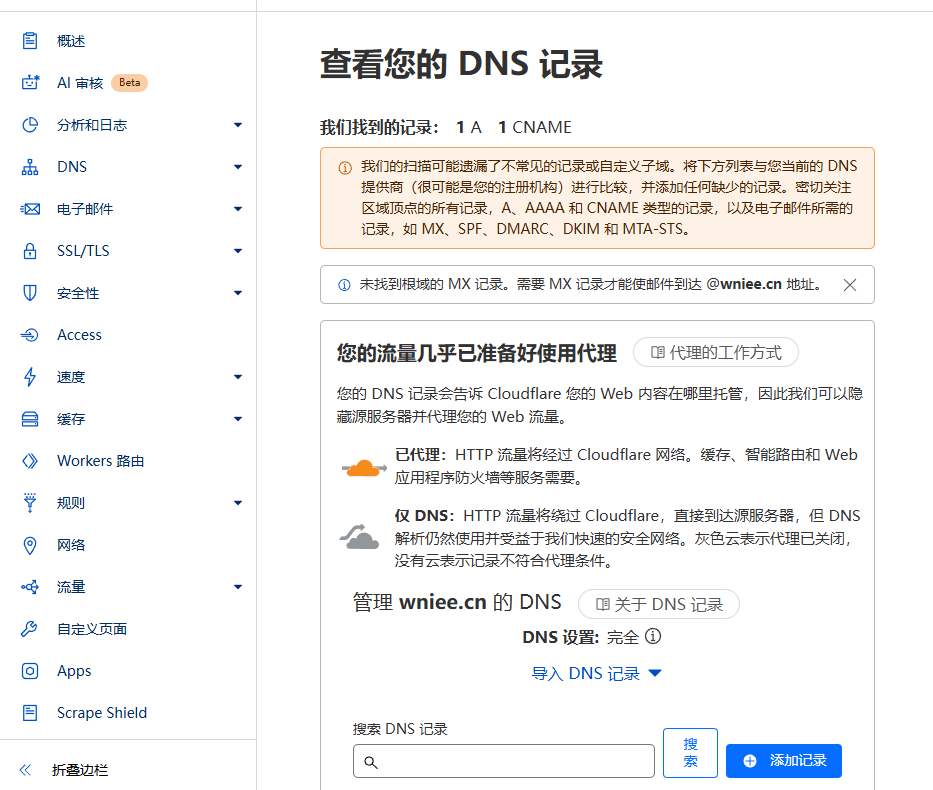 概述
AI 审核 Beta
分析和日志
DNS
电子邮件
SSL/TLS
安全性
Access
速度
缓存
Workers 路由
规则
网络
流量
自定义页面
Apps
Scrape Shield
折叠边栏
查看您的 DNS 记录
我们找到的记录： 1 A 1 CNAME
我们的扫描可能遗漏了不常见的记录或自定义子域。将下方列表与您当前的 DNS
提供商（很可能是您的注册机构）进行比较，并添加任何缺少的记录。密切关注
区域顶点的所有记录，A、AAAA 和 CNAME 类型的记录，以及电子邮件所需的
记录，如 MX、SPF、DMARC、DKIM 和 MTA-STS。
未找到根域的 MX 记录。需要 MX 记录才能使邮件到达 @wniee.cn 地址。
您的流量几乎已准备好使用代理 代理的工作方式
您的 DNS 记录会告诉 Cloudflare 您的 Web 内容在哪里托管，因此我们可以隐
藏源服务器并代理您的 Web 流量。
已代理：HTTP 流量将经过 Cloudflare 网络。缓存、智能路由和 Web
应用程序防火墙等服务需要。
仅 DNS：HTTP 流量将绕过 Cloudflare，直接到达源服务器，但 DNS
解析仍然使用并受益于我们快速的安全网络。灰色云表示代理已关闭，
没有云表示记录不符合代理条件。
管理 wniee.cn 的 DNS 关于 DNS 记录
DNS 设置: 完全
导入 DNS 记录
搜索 DNS 记录
搜
索
添加记录